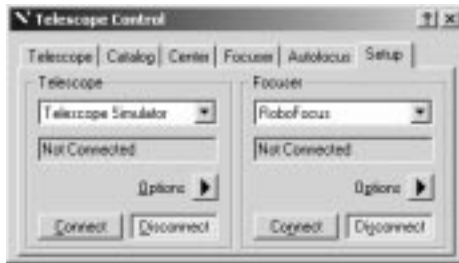 Telescope Control
Telescope Catalog Center Focuser Autofocus Setup
Telescope
Telescope Simulator
Not Connected
Options
Connect Disconnect
Focuser
RoboFocus
Not Connected
Options
Connect Disconnect